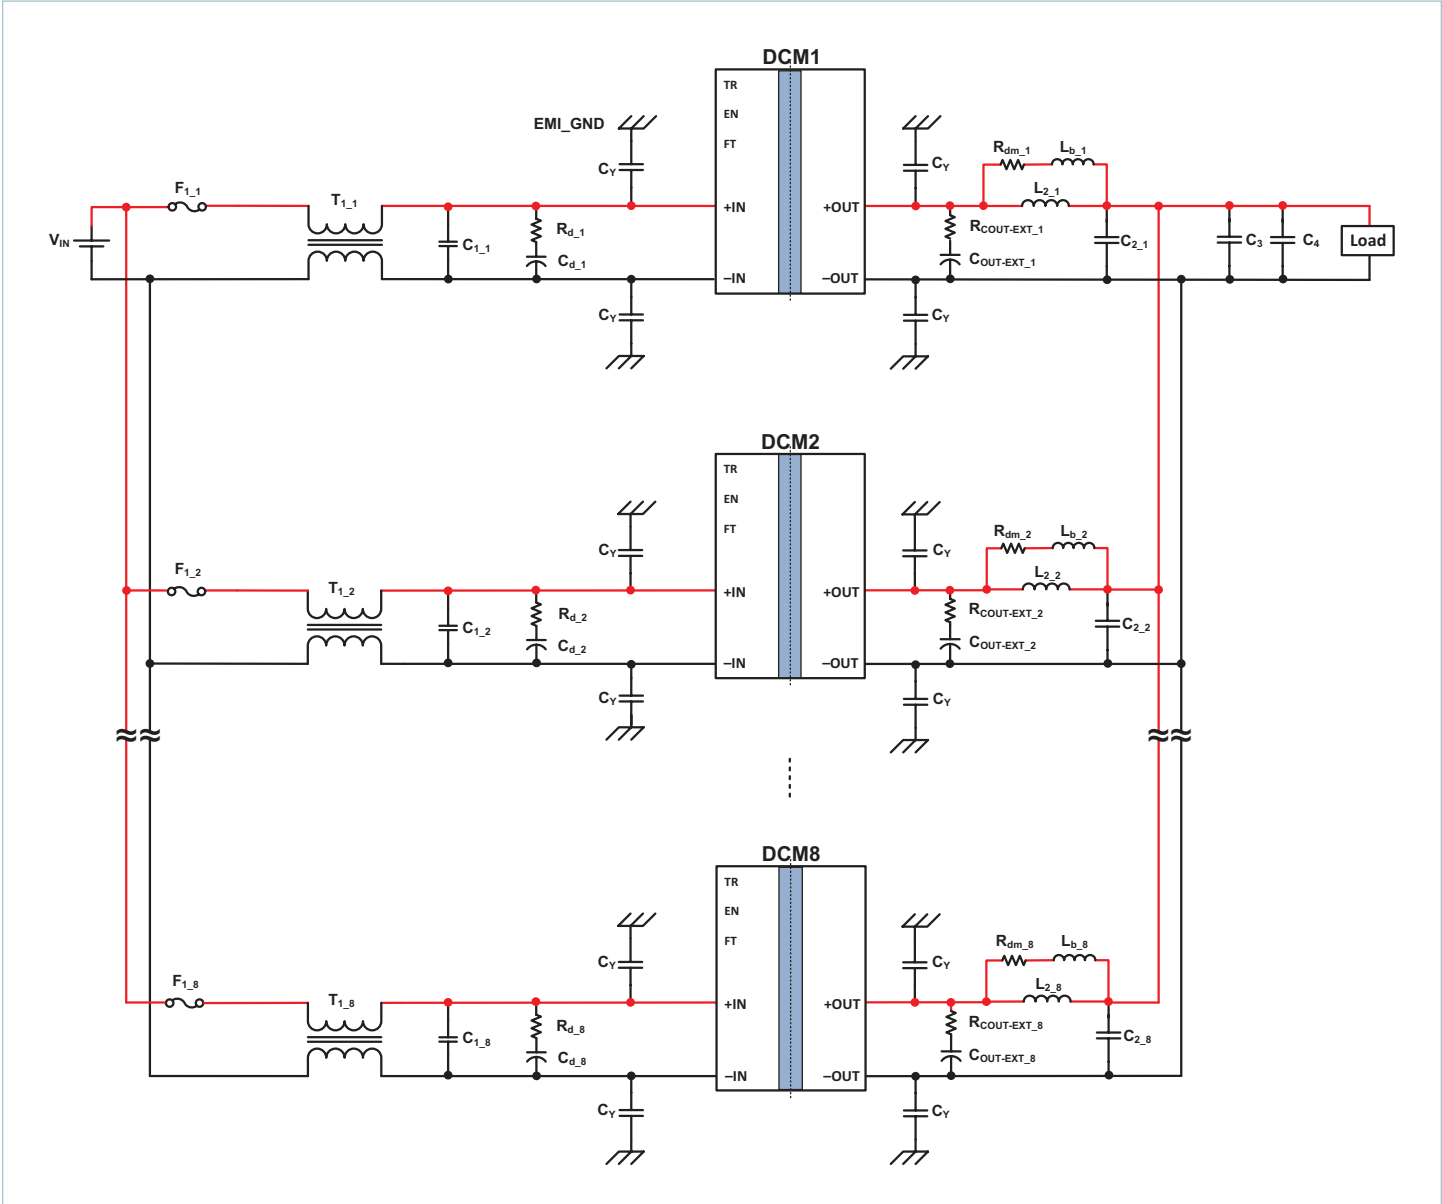 DCM1
TR
EN
FT
+IN
–IN
+OUT
–OUT
EMI_GND
CY
CY
CY
CY
VIN
F1_1
T1_1
C1_1
Rd_1
Cd_1
Rdm_1
Lb_1
L2_1
RCOUT-EXT_1
COUT-EXT_1
C2_1
C3
C4
Load
DCM2
TR
EN
FT
+IN
–IN
+OUT
–OUT
CY
CY
CY
CY
F1_2
T1_2
C1_2
Rd_2
Cd_2
Rdm_2
Lb_2
L2_2
RCOUT-EXT_2
COUT-EXT_2
C2_2
DCM8
TR
EN
FT
+IN
–IN
+OUT
–OUT
CY
CY
CY
CY
F1_8
T1_8
C1_8
Rd_8
Cd_8
Rdm_8
Lb_8
L2_8
RCOUT-EXT_8
COUT-EXT_8
C2_8